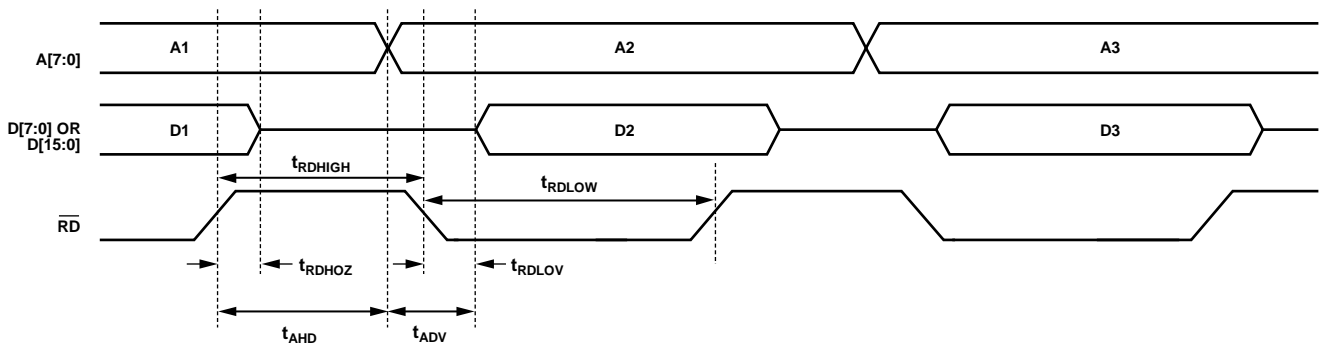 A[7:0]
A1
A2
A3
D[7:0] OR
D[15:0]
D1
D2
D3
tRDHIGH
tRDLOW
RD
tRDHOZ
tRDLOV
tAHD
tADV